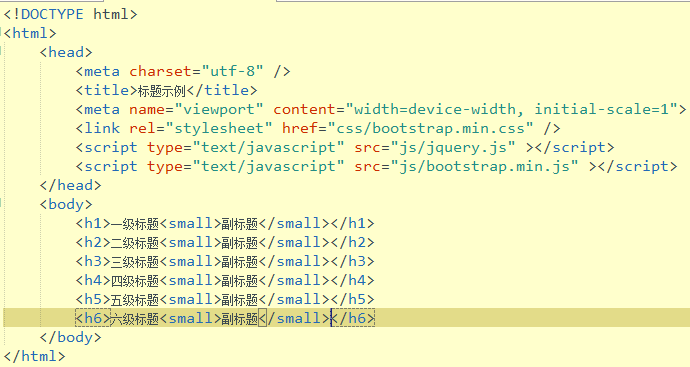 <!DOCTYPE html>
<html>
<head>
<meta charset="utf-8" />
<title>标题示例</title>
<meta name="viewport" content="width=device-width, initial-scale=1">
<link rel="stylesheet" href="css/bootstrap.min.css" />
<script type="text/javascript" src="js/jquery.js" ></script>
<script type="text/javascript" src="js/bootstrap.min.js" ></script>
</head>
<body>
<h1>一级标题<small>副标题</small></h1>
<h2>二级标题<small>副标题</small></h2>
<h3>三级标题<small>副标题</small></h3>
<h4>四级标题<small>副标题</small></h4>
<h5>五级标题<small>副标题</small></h5>
<h6>六级标题<small>副标题</small></h6>
</body>
</html>